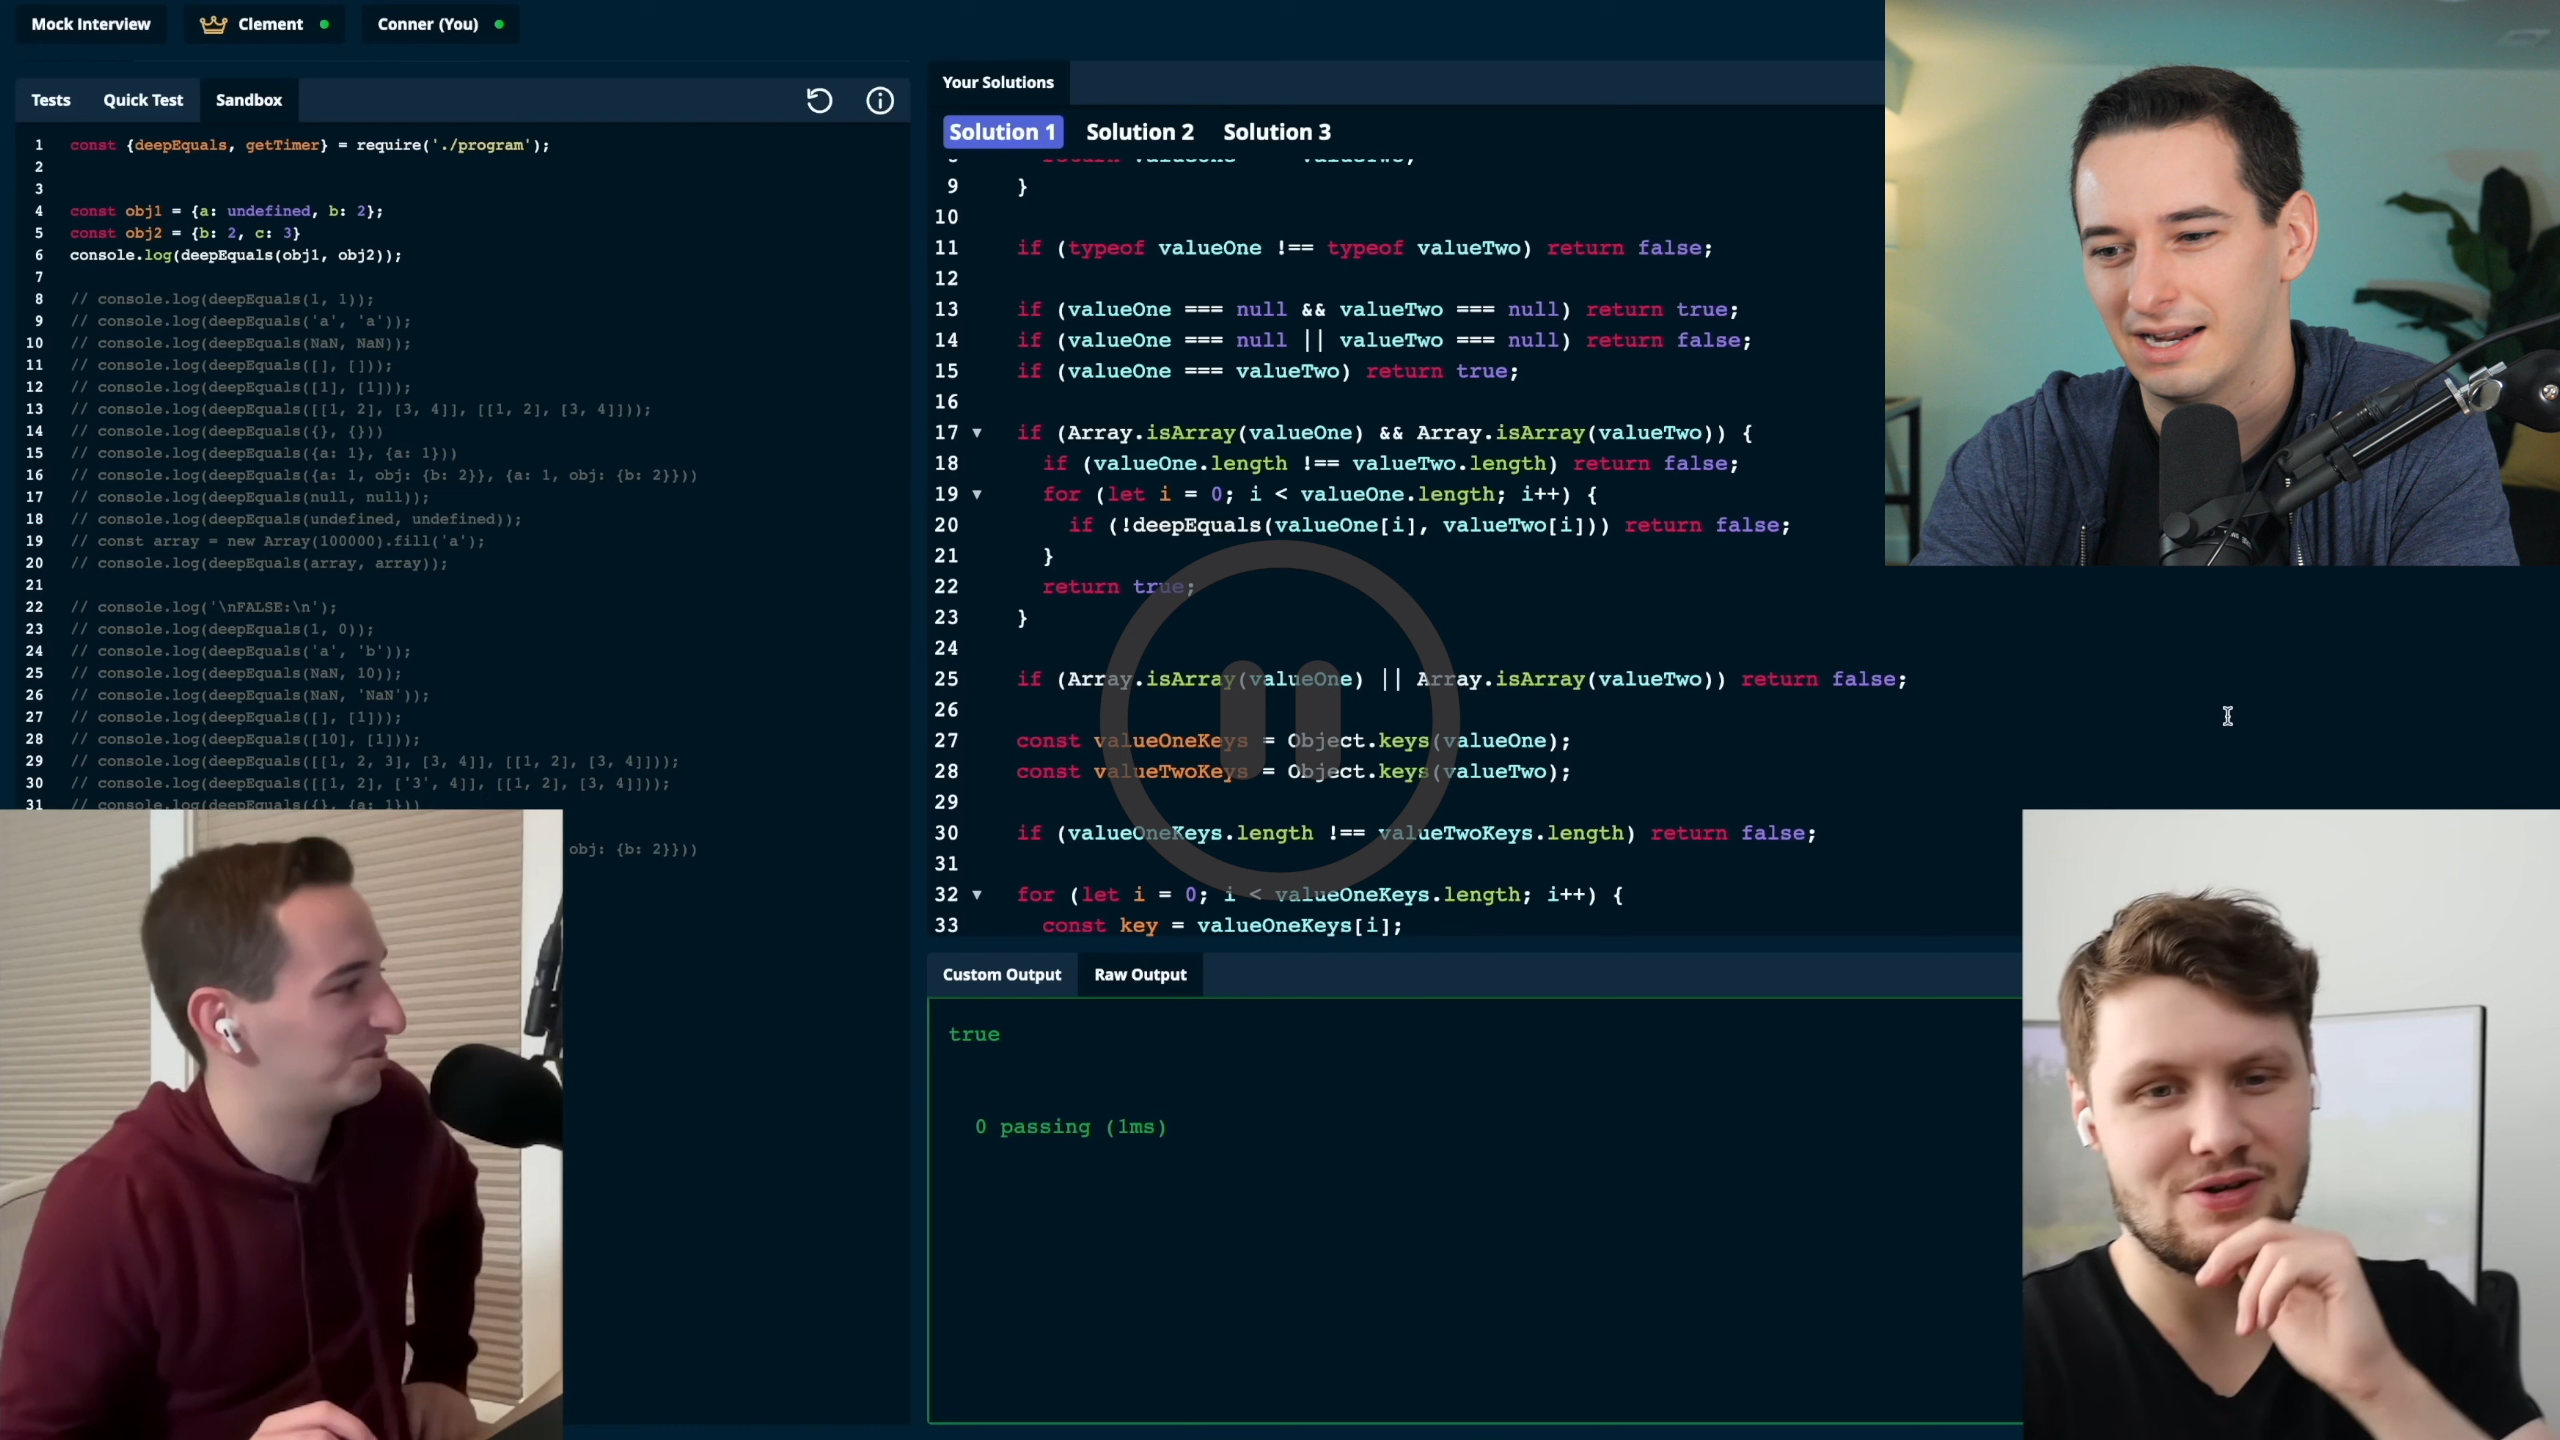 Mock Interview
Clement
Conner (You)
Tests
Quick Test
Sandbox
1 const {deepEquals, getTimer} = require('./program');
2
3
4 const obj1 = {a: undefined, b: 2};
5 const obj2 = {b: 2, c: 3}
6 console.log(deepEquals(obj1, obj2));
7
8 // console.log(deepEquals(1, 1));
9 // console.log(deepEquals('a', 'a'));
10 // console.log(deepEquals(NaN, NaN));
11 // console.log(deepEquals([], []));
12 // console.log(deepEquals([1], [1]));
13 // console.log(deepEquals([[1, 2], [3, 4]], [[1, 2], [3, 4]]));
14 // console.log(deepEquals({}, {}))
15 // console.log(deepEquals({a: 1}, {a: 1}))
16 // console.log(deepEquals({a: 1, obj: {b: 2}}, {a: 1, obj: {b: 2}}))
17 // console.log(deepEquals(null, null));
18 // console.log(deepEquals(undefined, undefined));
19 // const array = new Array(100000).fill('a');
20 // console.log(deepEquals(array, array));
21
22 // console.log('\nFALSE:\n');
23 // console.log(deepEquals(1, 0));
24 // console.log(deepEquals('a', 'b'));
25 // console.log(deepEquals(NaN, 10));
26 // console.log(deepEquals(NaN, 'NaN'));
27 // console.log(deepEquals([], [1]));
28 // console.log(deepEquals([10], [1]));
29 // console.log(deepEquals([[1, 2, 3], [3, 4]], [[1, 2], [3, 4]]));
30 // console.log(deepEquals([[1, 2], ['3', 4]], [[1, 2], [3, 4]]));
31 // console.log(deepEquals({}, {a: 1}))
obj: {b: 2}}))
Your Solutions
Solution 1
Solution 2
Solution 3
9 }
10
11 if (typeof valueOne !== typeof valueTwo) return false;
12
13 if (valueOne === null && valueTwo === null) return true;
14 if (valueOne === null || valueTwo === null) return false;
15 if (valueOne === valueTwo) return true;
16
17 if (Array.isArray(valueOne) && Array.isArray(valueTwo)) {
18 if (valueOne.length !== valueTwo.length) return false;
19 for (let i = 0; i < valueOne.length; i++) {
20 if (!deepEquals(valueOne[i], valueTwo[i])) return false;
21 }
22 return true;
23 }
24
25 if (Array.isArray(valueOne) || Array.isArray(valueTwo)) return false;
26
27 const valueOneKeys = Object.keys(valueOne);
28 const valueTwoKeys = Object.keys(valueTwo);
29
30 if (valueOneKeys.length !== valueTwoKeys.length) return false;
31
32 for (let i = 0; i < valueOneKeys.length; i++) {
33 const key = valueOneKeys[i];
Custom Output
Raw Output
true
0 passing (1ms)